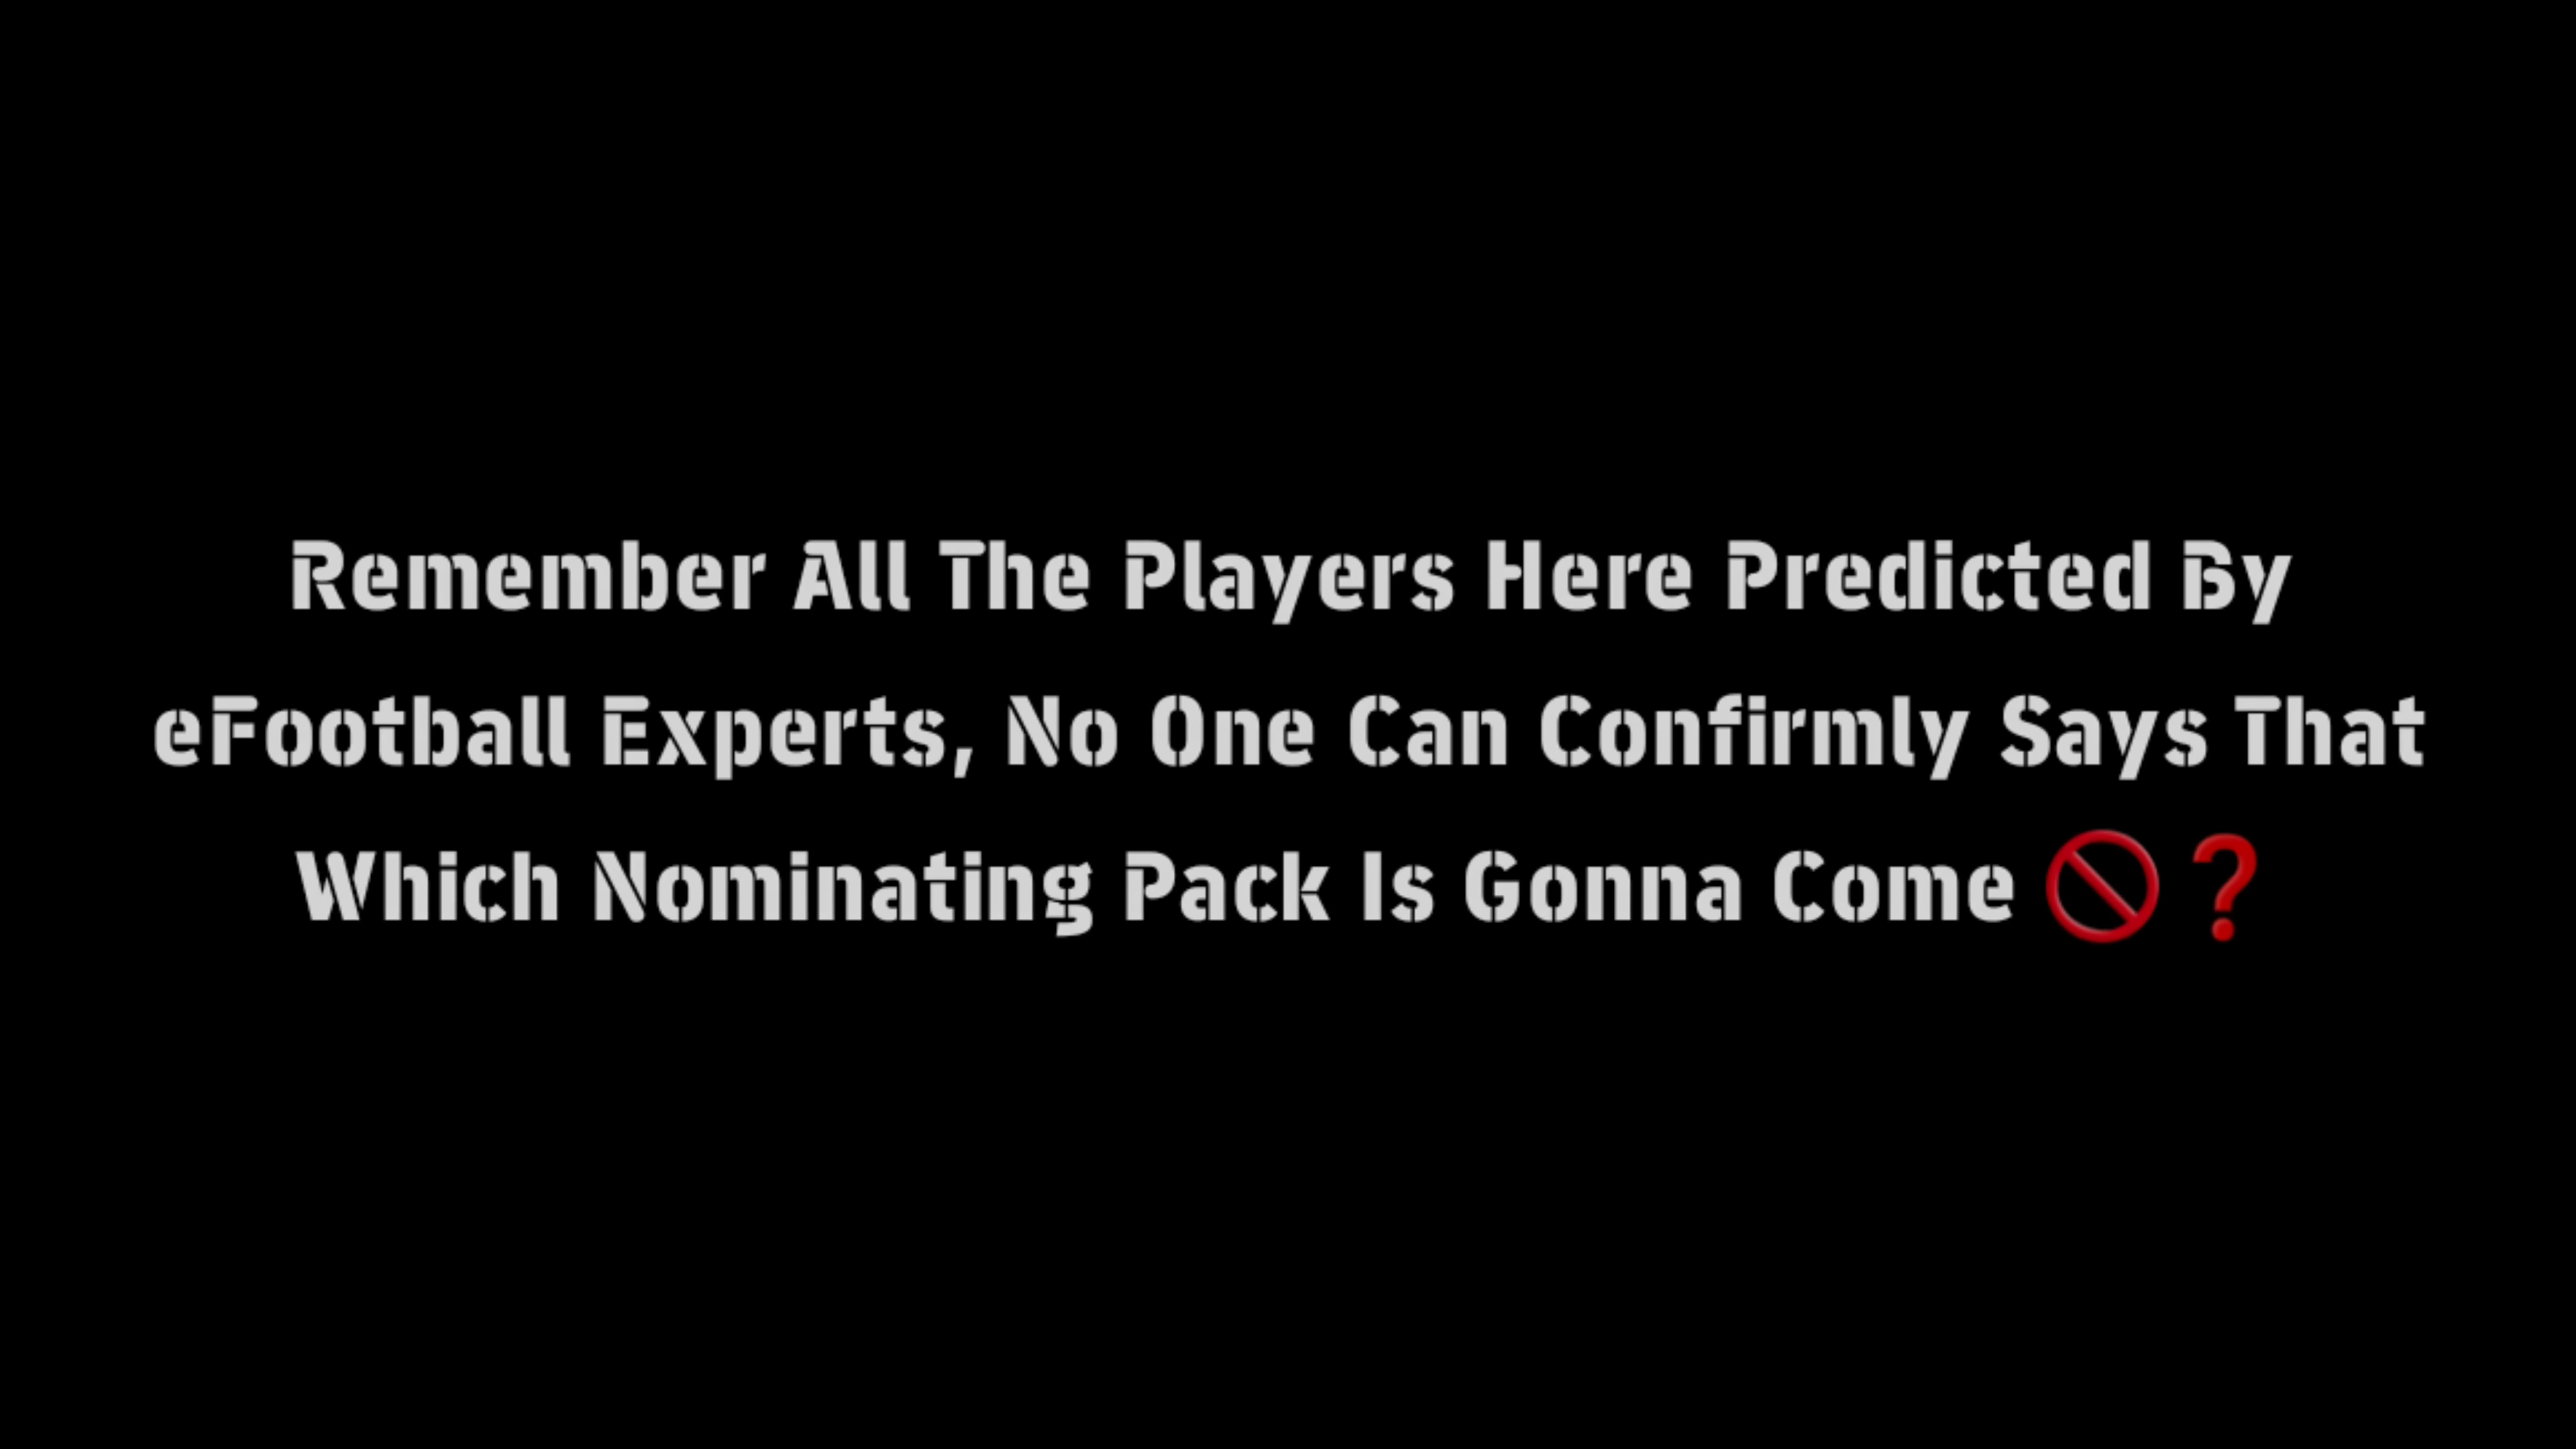 Remember All The Players Here Predicted By
eFootball Experts, No One Can Confirmly Says That
Which Nominating Pack Is Gonna Come 🚫❓